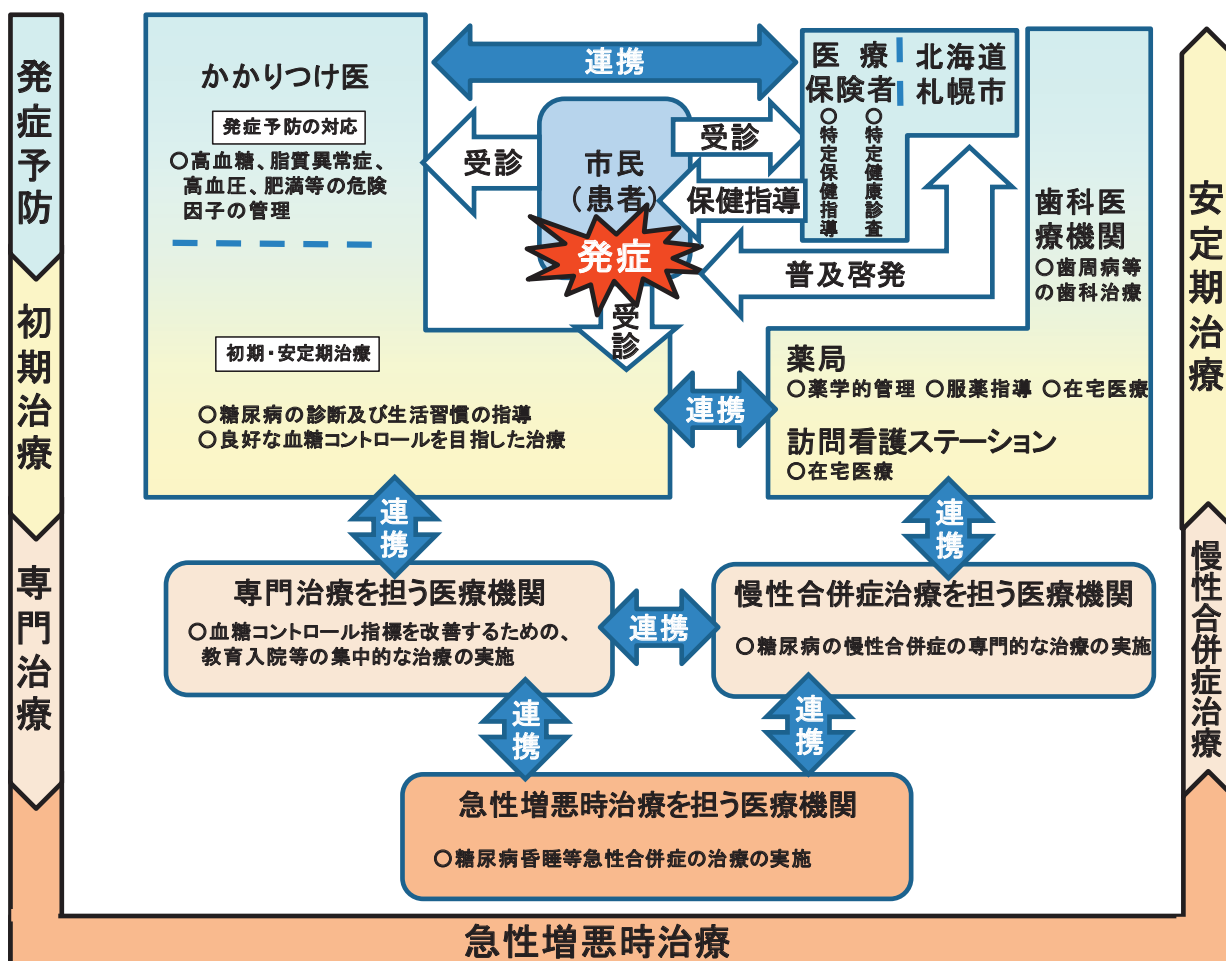 発症予防
初期治療
専門治療
かかりつけ医
発症予防の対応
○高血糖、脂質異常症、
高血圧、肥満等の危険
因子の管理
初期・安定期治療
○糖尿病の診断及び生活習慣の指導
○良好な血糖コントロールを目指した治療
連携
受診
市民
(患者)
発症
受診
受診
保健指導
普及啓発
医療
保険者
○特定健康診査
○特定保健指導
北海道
札幌市
歯科医
療機関
○歯周病等
の歯科治療
連携
薬局
○薬学的管理 ○服薬指導 ○在宅医療
訪問看護ステーション
○在宅医療
連携
連携
専門治療を担う医療機関
○血糖コントロール指標を改善するための、
教育入院等の集中的な治療の実施
連携
慢性合併症治療を担う医療機関
○糖尿病の慢性合併症の専門的な治療の実施
連携
連携
急性増悪時治療を担う医療機関
○糖尿病昏睡等急性合併症の治療の実施
安定期治療
慢性合併症治療
急性増悪時治療